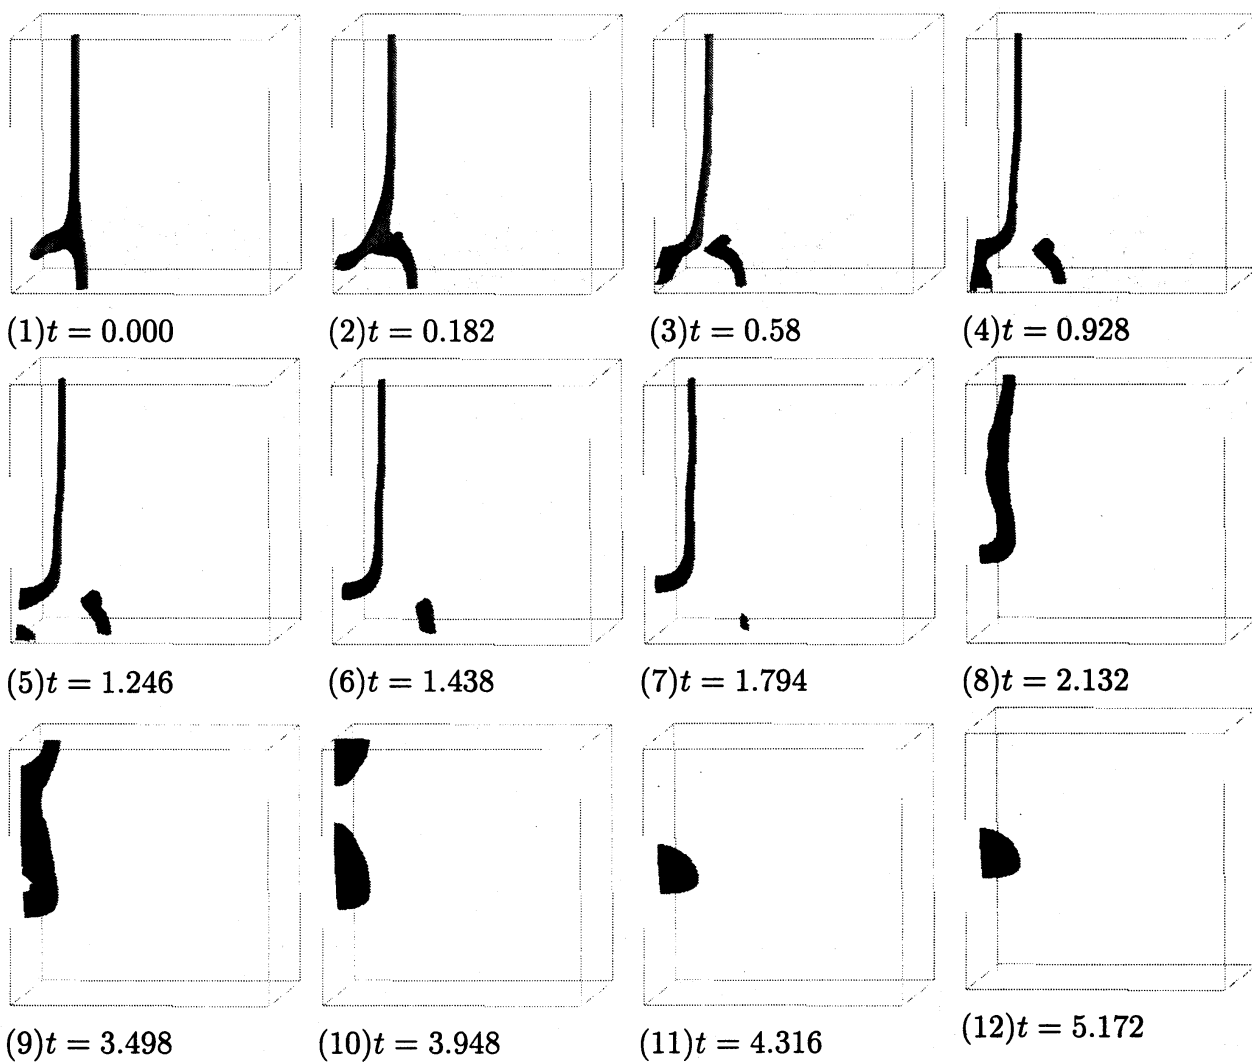 (1)t = 0.000
(2)t = 0.182
(3)t = 0.58
(4)t = 0.928
(5)t = 1.246
(6)t = 1.438
(7)t = 1.794
(8)t = 2.132
(9)t = 3.498
(10)t = 3.948
(11)t = 4.316
(12)t = 5.172